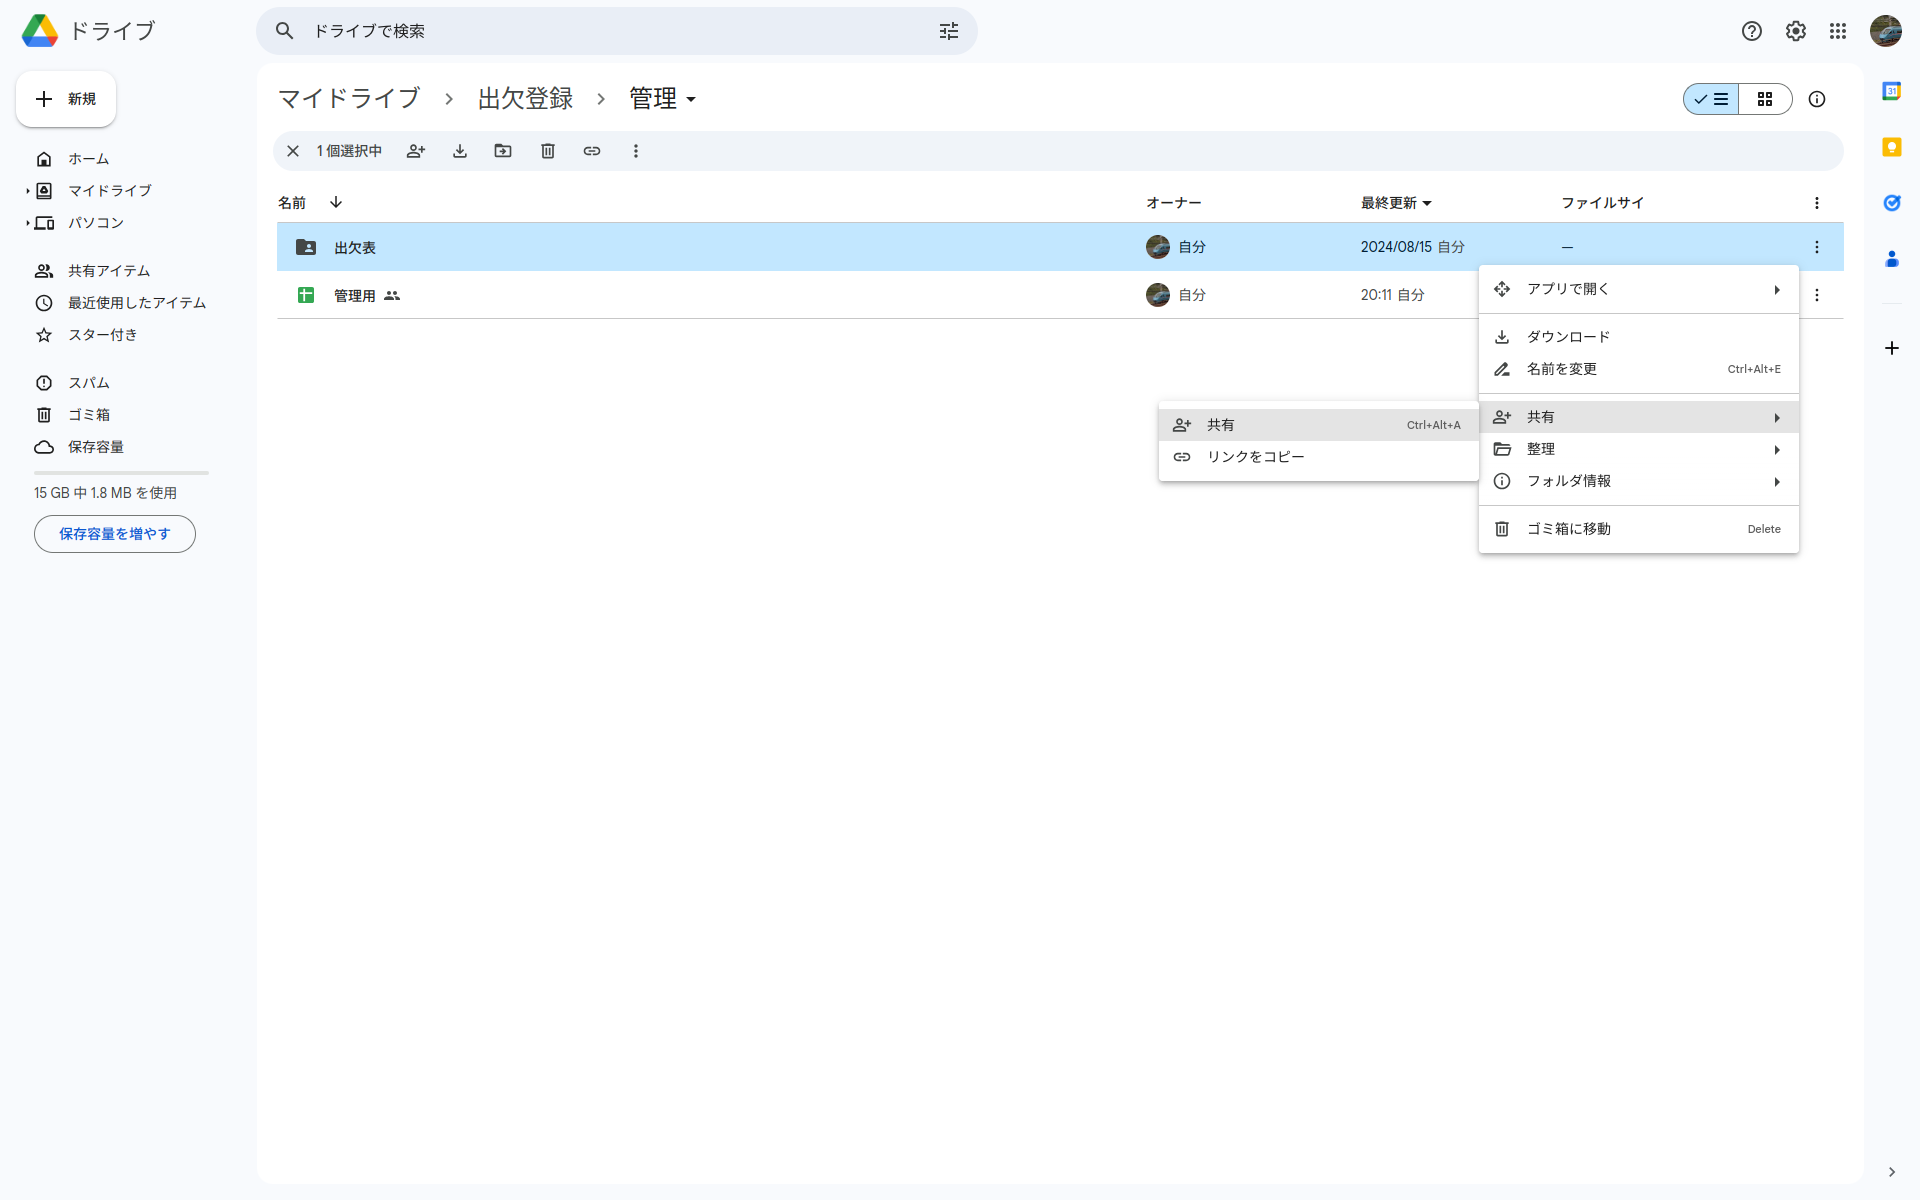 ドライブ
ドライブで検索
新規
マイドライブ 出欠登録 管理
1 個選択中
ホーム
マイドライブ
パソコン
共有アイテム
最近使用したアイテム
スター付き
スパム
ゴミ箱
保存容量
15 GB 中 1.8 MB を使用
保存容量を増やす
名前 オーナー 最終更新 ファイルサイ
出欠表 自分 2024/08/15 自分 —
管理用 自分 20:11 自分
アプリで開く
ダウンロード
名前を変更 Ctrl+Alt+E
共有
整理
フォルダ情報
ゴミ箱に移動 Delete
共有 Ctrl+Alt+A
リンクをコピー
31